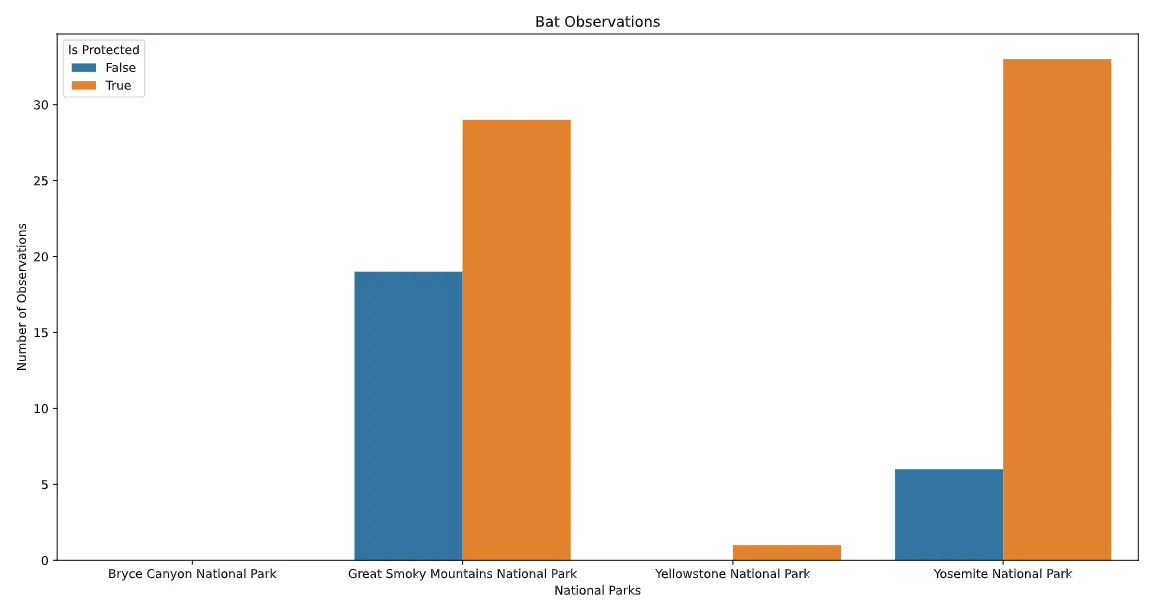 Bat Observations
Is Protected
False
True
30
25
20
15
10
5
0
Number of Observations
Bryce Canyon National Park
Great Smoky Mountains National Park
Yellowstone National Park
Yosemite National Park
National Parks